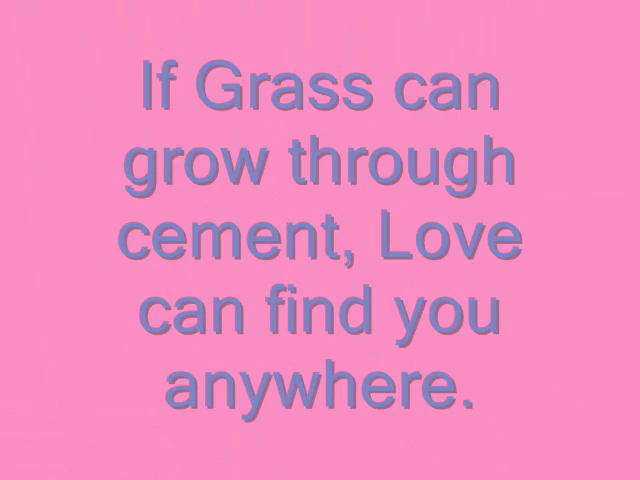 If Grass can
grow through
cement, Love
can find you
anywhere.